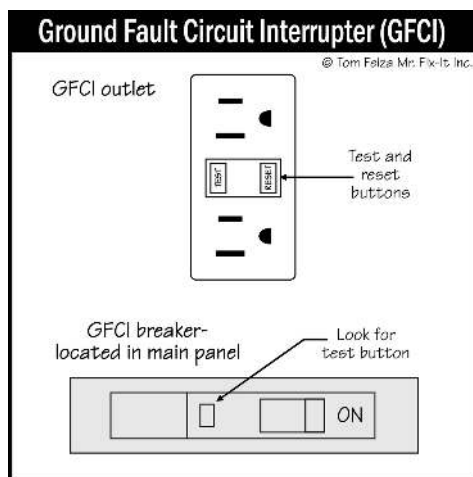 Ground Fault Circuit Interrupter (GFCI)
© Tom Feiza Mr. Fix-It Inc.
GFCI outlet
TEST
RESET
Test and
reset
buttons
GFCI breaker-
located in main panel
Look for
test button
ON